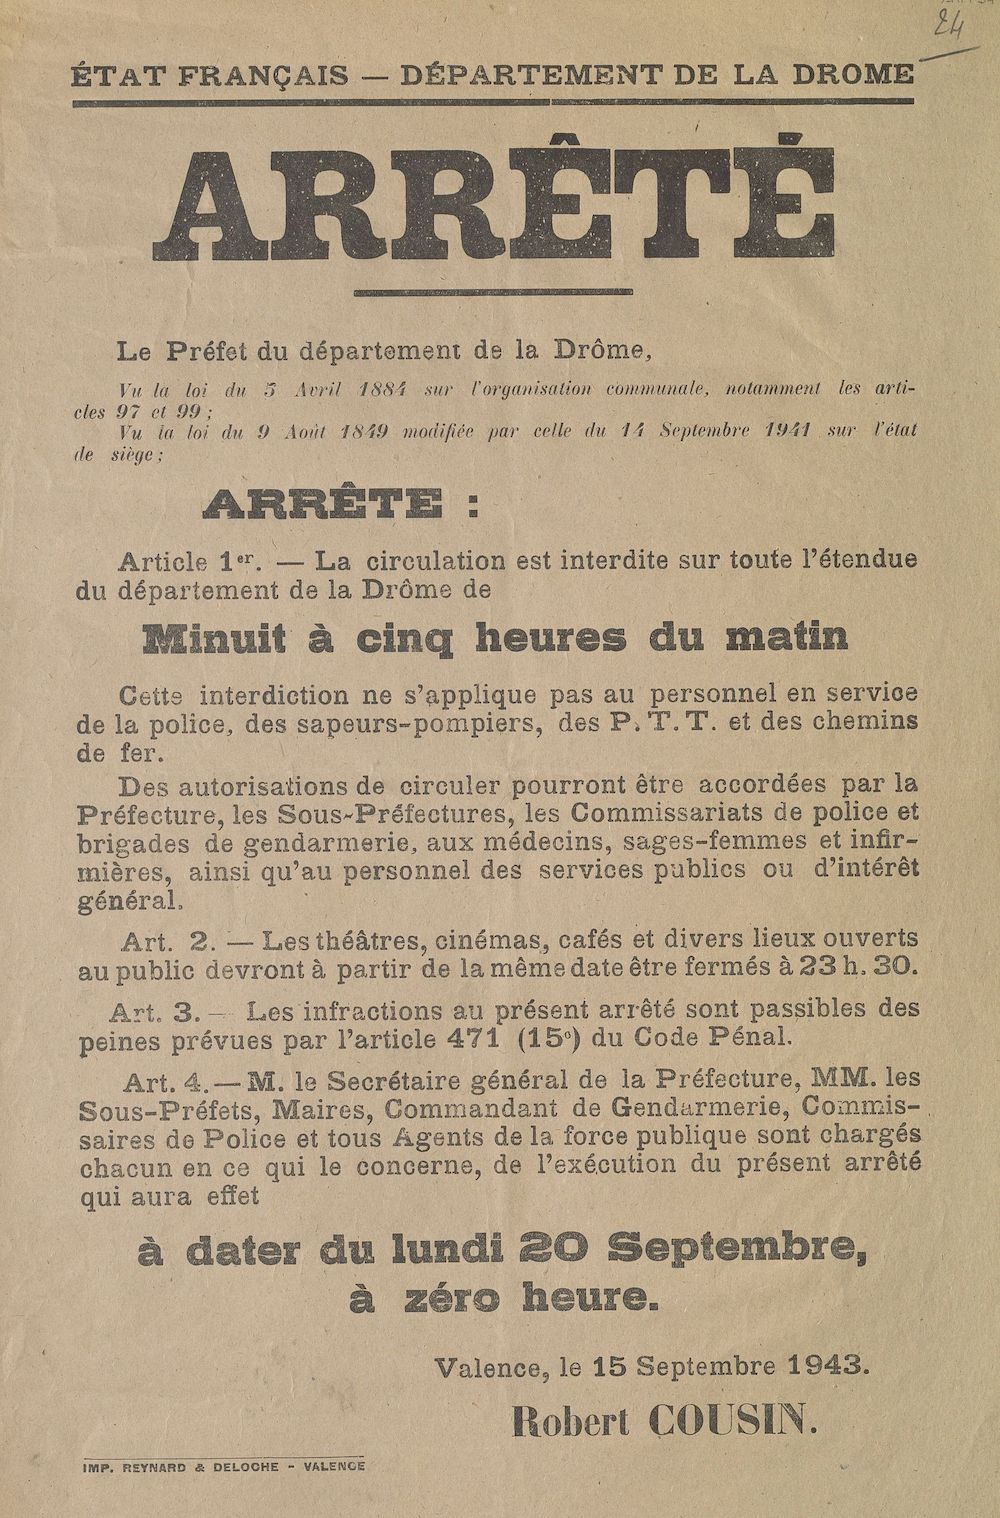 24
ÉTAT FRANÇAIS — DÉPARTEMENT DE LA DROME
ARRÊTÉ
Le Préfet du département de la Drôme,
Vu la loi du 5 Avril 1884 sur l'organisation communale, notamment les arti-
cles 97 et 99 ;
Vu la loi du 9 Août 1849 modifiée par celle du 14 Septembre 1941 sur l'état
de siège ;
ARRÊTE :
Article 1er. — La circulation est interdite sur toute l'étendue
du département de la Drôme de
Minuit à cinq heures du matin
Cette interdiction ne s'applique pas au personnel en service
de la police, des sapeurs-pompiers, des P. T. T. et des chemins
de fer.
Des autorisations de circuler pourront être accordées par la
Préfecture, les Sous-Préfectures, les Commissariats de police et
brigades de gendarmerie, aux médecins, sages-femmes et infir-
mières, ainsi qu'au personnel des services publics ou d'intérêt
général.
Art. 2. — Les théâtres, cinémas, cafés et divers lieux ouverts
au public devront à partir de la même date être fermés à 23 h. 30.
Art. 3. — Les infractions au présent arrêté sont passibles des
peines prévues par l'article 471 (15°) du Code Pénal.
Art. 4. — M. le Secrétaire général de la Préfecture, MM. les
Sous-Préfets, Maires, Commandant de Gendarmerie, Commis-
saires de Police et tous Agents de la force publique sont chargés
chacun en ce qui le concerne, de l'exécution du présent arrêté
qui aura effet
à dater du lundi 20 Septembre,
à zéro heure.
Valence, le 15 Septembre 1943.
Robert COUSIN.
IMP. REYNARD & DELOCHE - VALENCE